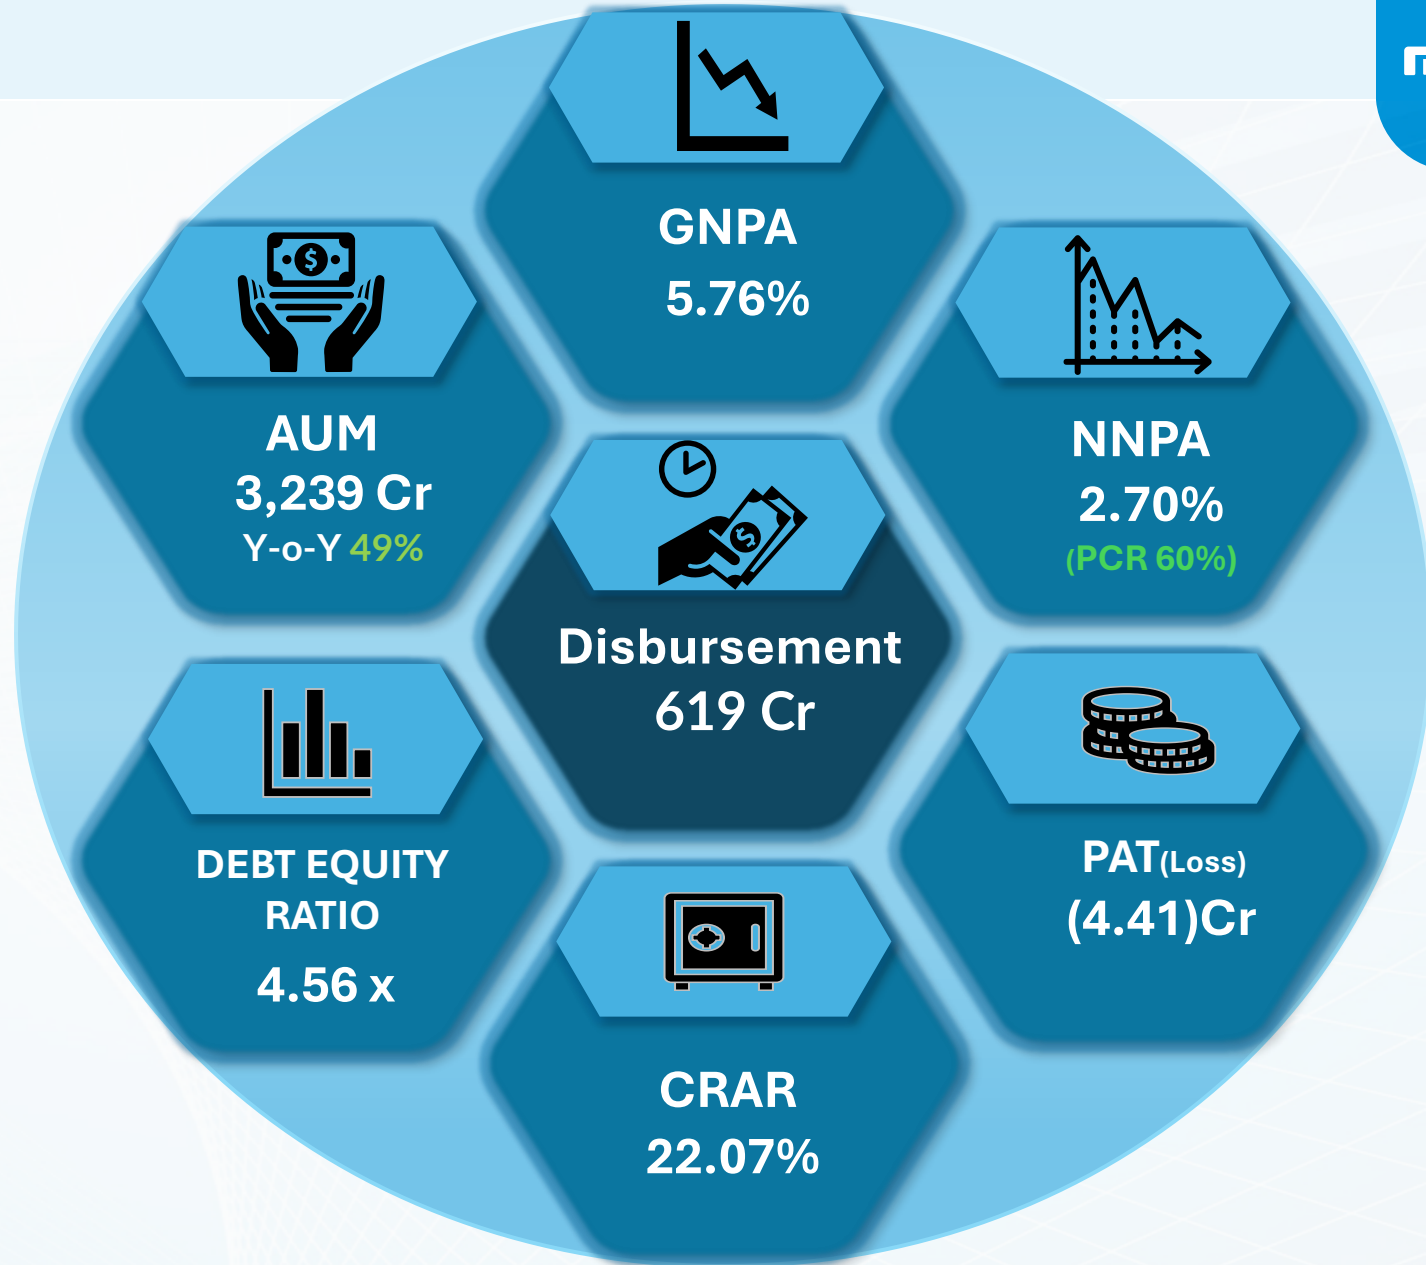 GNPA
5.76%
AUM
3,239 Cr
Y-o-Y 49%
NNPA
2.70%
(PCR 60%)
Disbursement
619 Cr
DEBT EQUITY
RATIO
4.56 x
PAT(Loss)
(4.41)Cr
CRAR
22.07%